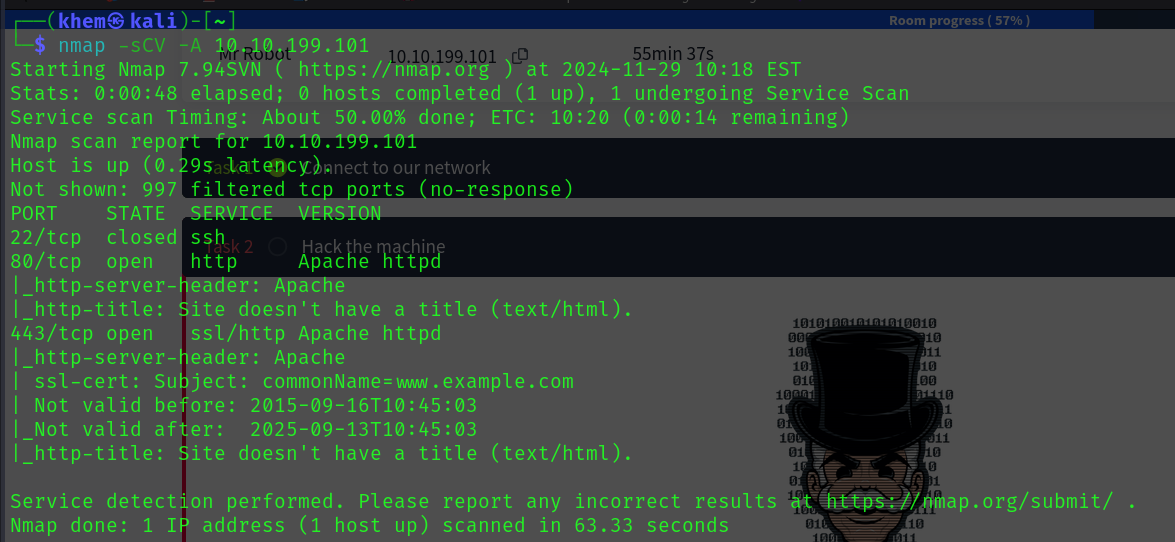 ┌──(khem㉿kali)-[~]
Room progress ( 57% )
└─$ nmap -sCV -A 10.10.199.101
Mr Robot 10.10.199.101 55min 37s
Starting Nmap 7.94SVN ( https://nmap.org ) at 2024-11-29 10:18 EST
Stats: 0:00:48 elapsed; 0 hosts completed (1 up), 1 undergoing Service Scan
Service scan Timing: About 50.00% done; ETC: 10:20 (0:00:14 remaining)
Nmap scan report for 10.10.199.101
Host is up (0.29s latency).
Task 1 Connect to our network
Not shown: 997 filtered tcp ports (no-response)
PORT    STATE  SERVICE  VERSION
22/tcp  closed ssh
Task 2 Hack the machine
80/tcp  open   http     Apache httpd
|_http-server-header: Apache
|_http-title: Site doesn't have a title (text/html).
443/tcp open   ssl/http Apache httpd
|_http-server-header: Apache
| ssl-cert: Subject: commonName=www.example.com
| Not valid before: 2015-09-16T10:45:03
|_Not valid after:  2025-09-13T10:45:03
|_http-title: Site doesn't have a title (text/html).
Service detection performed. Please report any incorrect results at https://nmap.org/submit/ .
Nmap done: 1 IP address (1 host up) scanned in 63.33 seconds